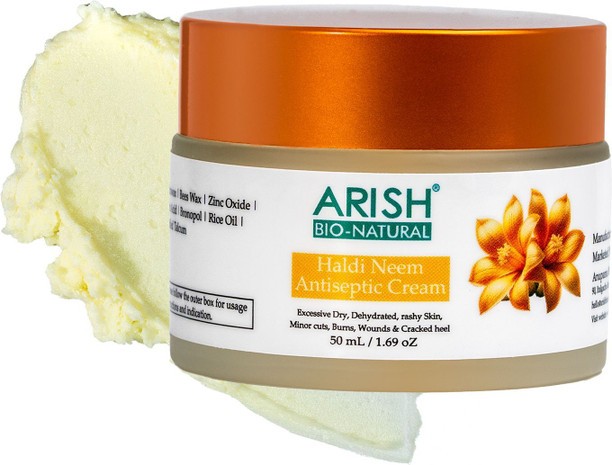 Bees Wax | Zinc Oxide |
| Bronopol | Rice Oil |
Talcum
follow the outer box for usage
and indication.
ARISH®
BIO-NATURAL
Haldi Neem
Antiseptic Cream
Excessive Dry, Dehydrated, rashy Skin,
Minor cuts, Burns, Wounds & Cracked heel
50 mL / 1.69 oZ